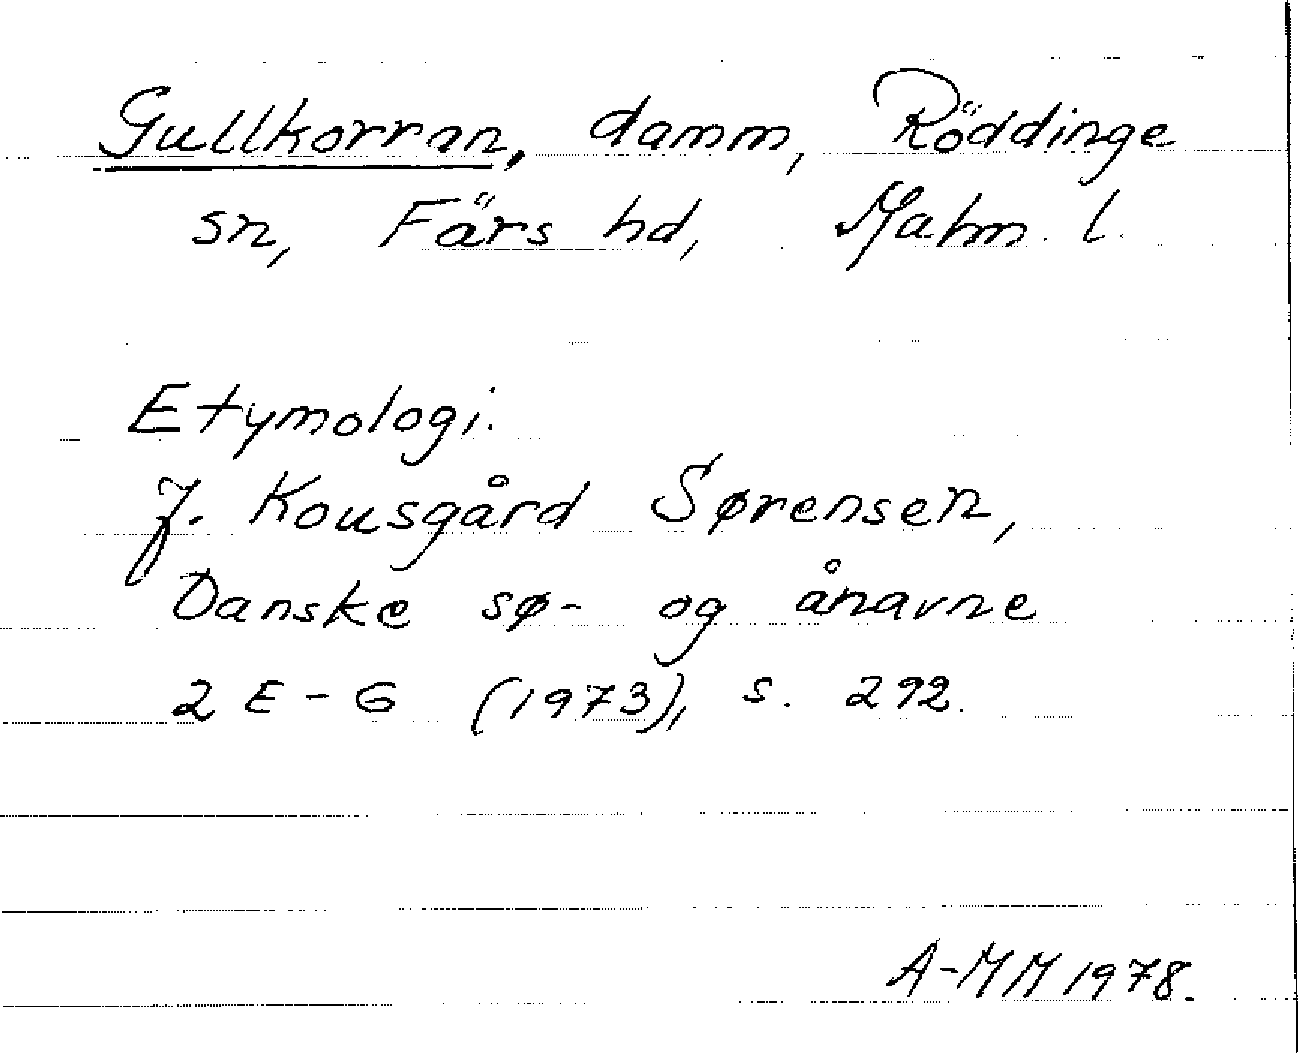 Gullkorran, damm, Röddinge
sn, Färs hd, Malm. l.
Etymologi.
J. Kousgård Sørensen,
Danske sø- og ånavne
2 E-G (1973), s. 292.
A-MM 1978.